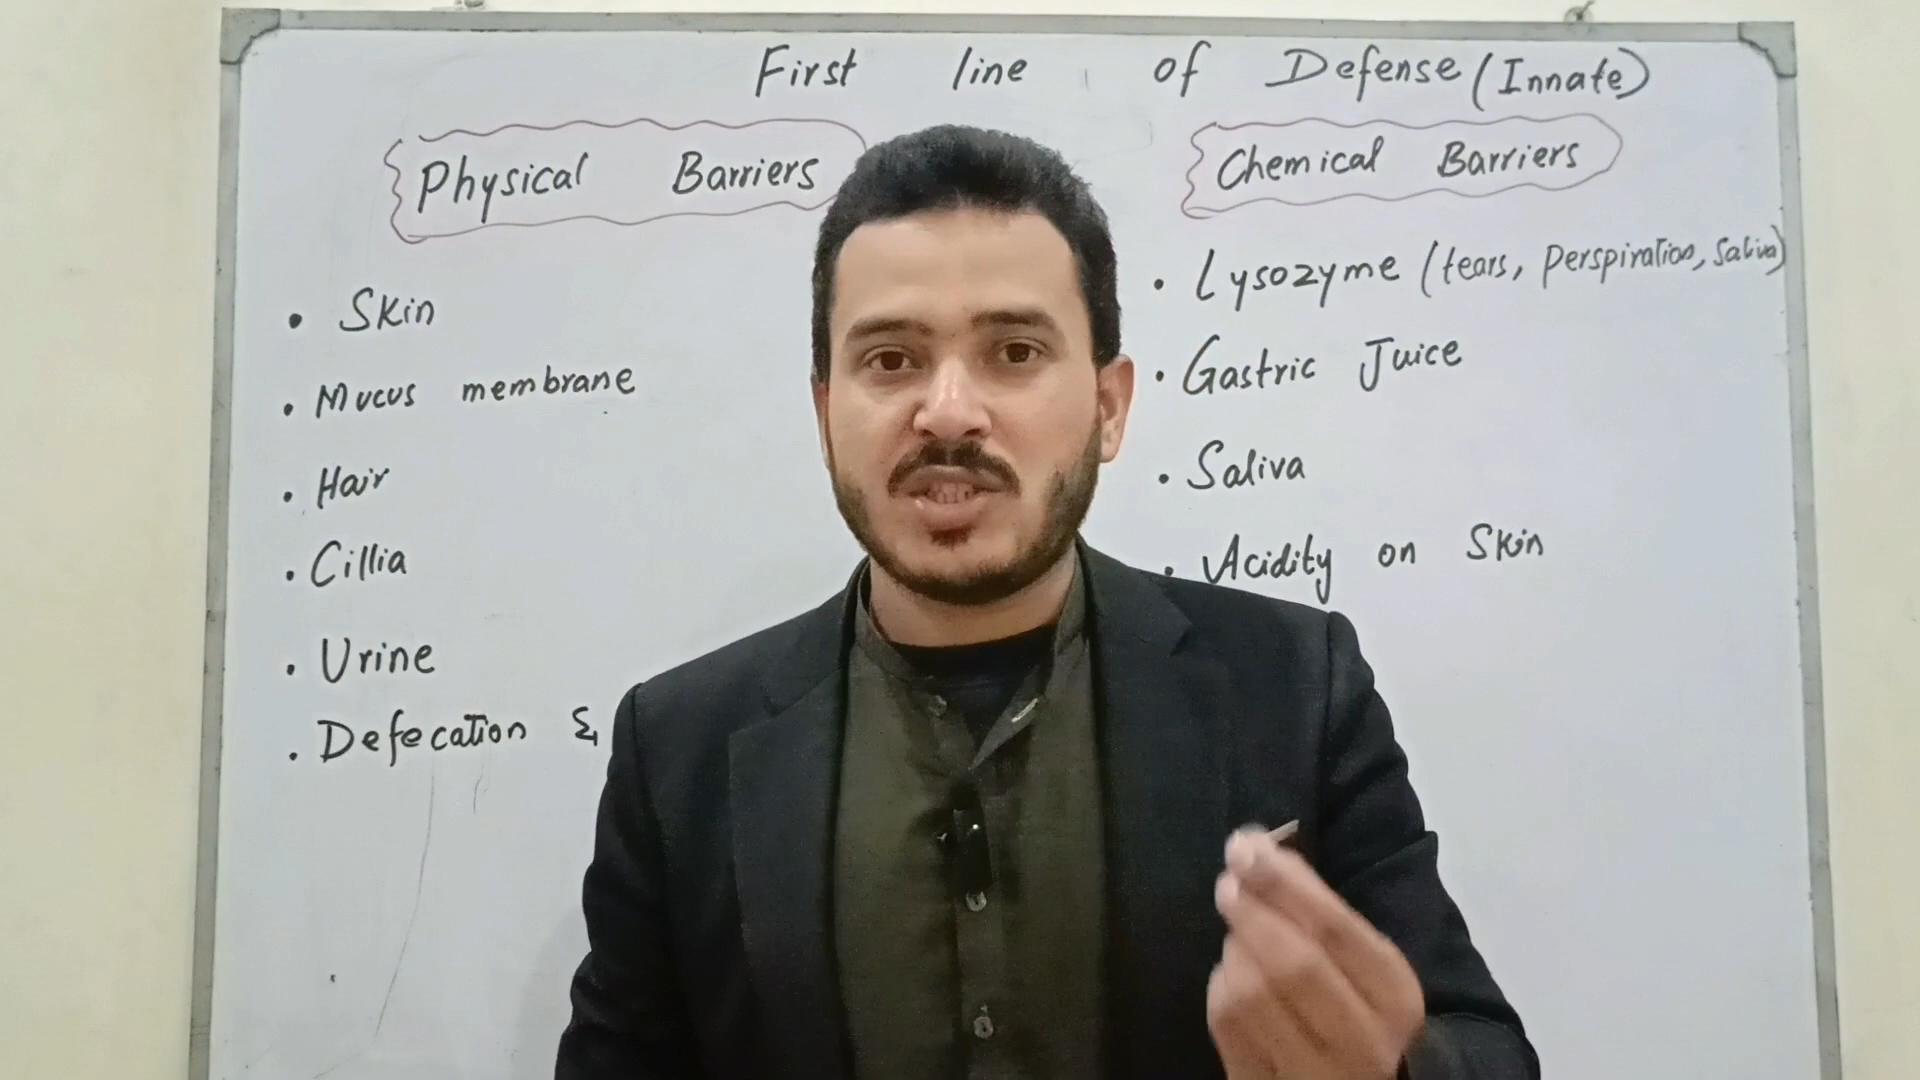 First line of Defense (Innate)
Physical Barriers
• Skin
• Mucus membrane
• Hair
• Cillia
• Urine
• Defecation &
Chemical Barriers
• Lysozyme (tears, Perspiration, Saliva)
• Gastric Juice
• Saliva
• Acidity on Skin